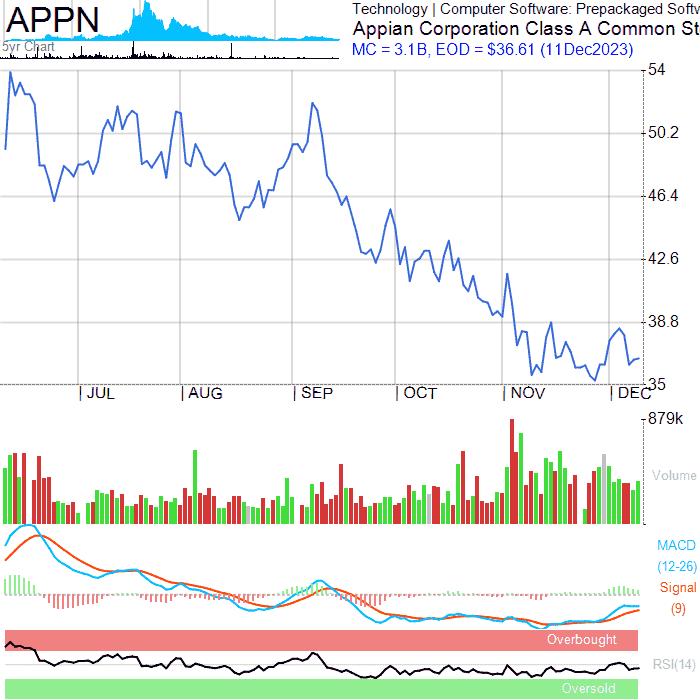 APPN
5yr Chart
Technology | Computer Software: Prepackaged Softw
Appian Corporation Class A Common St
MC = 3.1B, EOD = $36.61 (11Dec2023)
54
50.2
46.4
42.6
38.8
35
| JUL | AUG | SEP | OCT | NOV | DEC
879k
Volume
MACD
(12-26)
Signal
(9)
Overbought
RSI(14)
Oversold